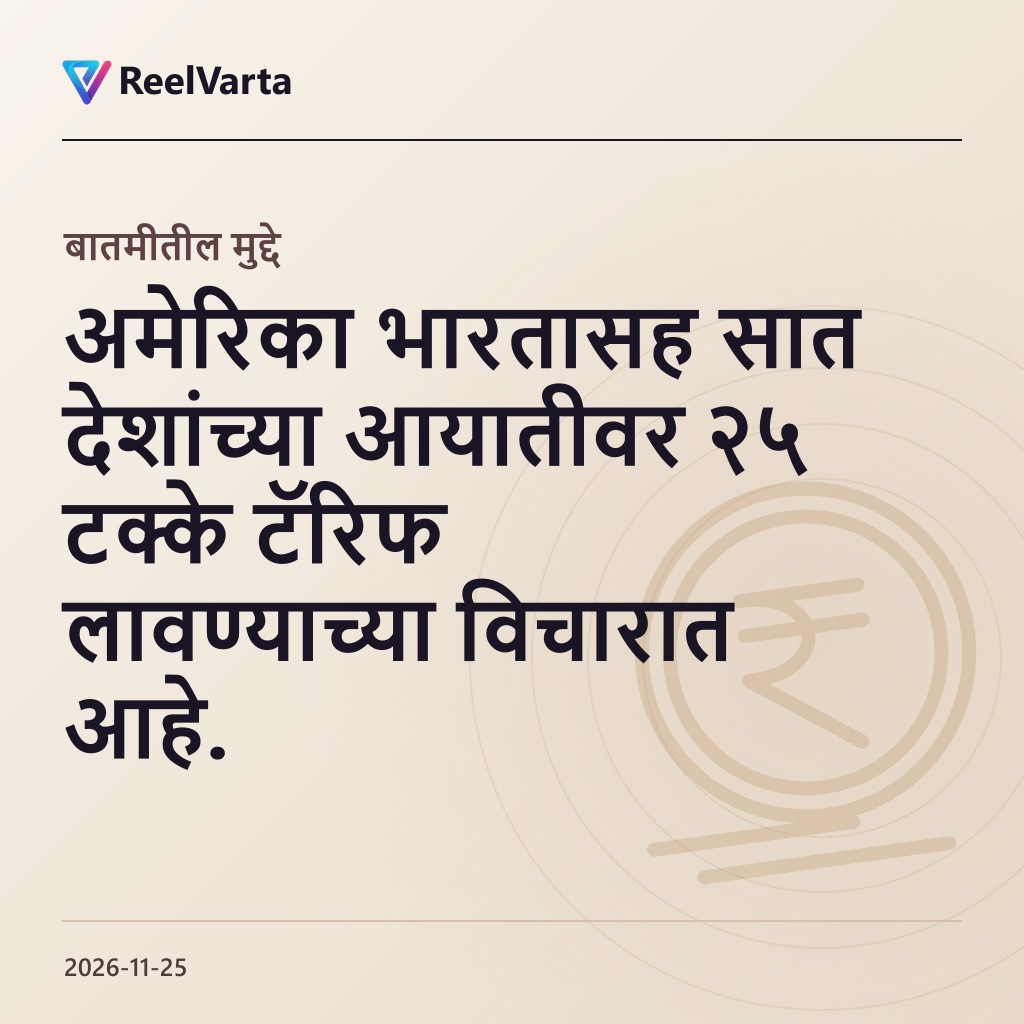 ReelVarta
बातमीतील मुद्दे
अमेरिका भारतासह सात
देशांच्या आयातीवर २५
टक्के टॅरिफ
लावण्याच्या विचारात
आहे.
2026-11-25